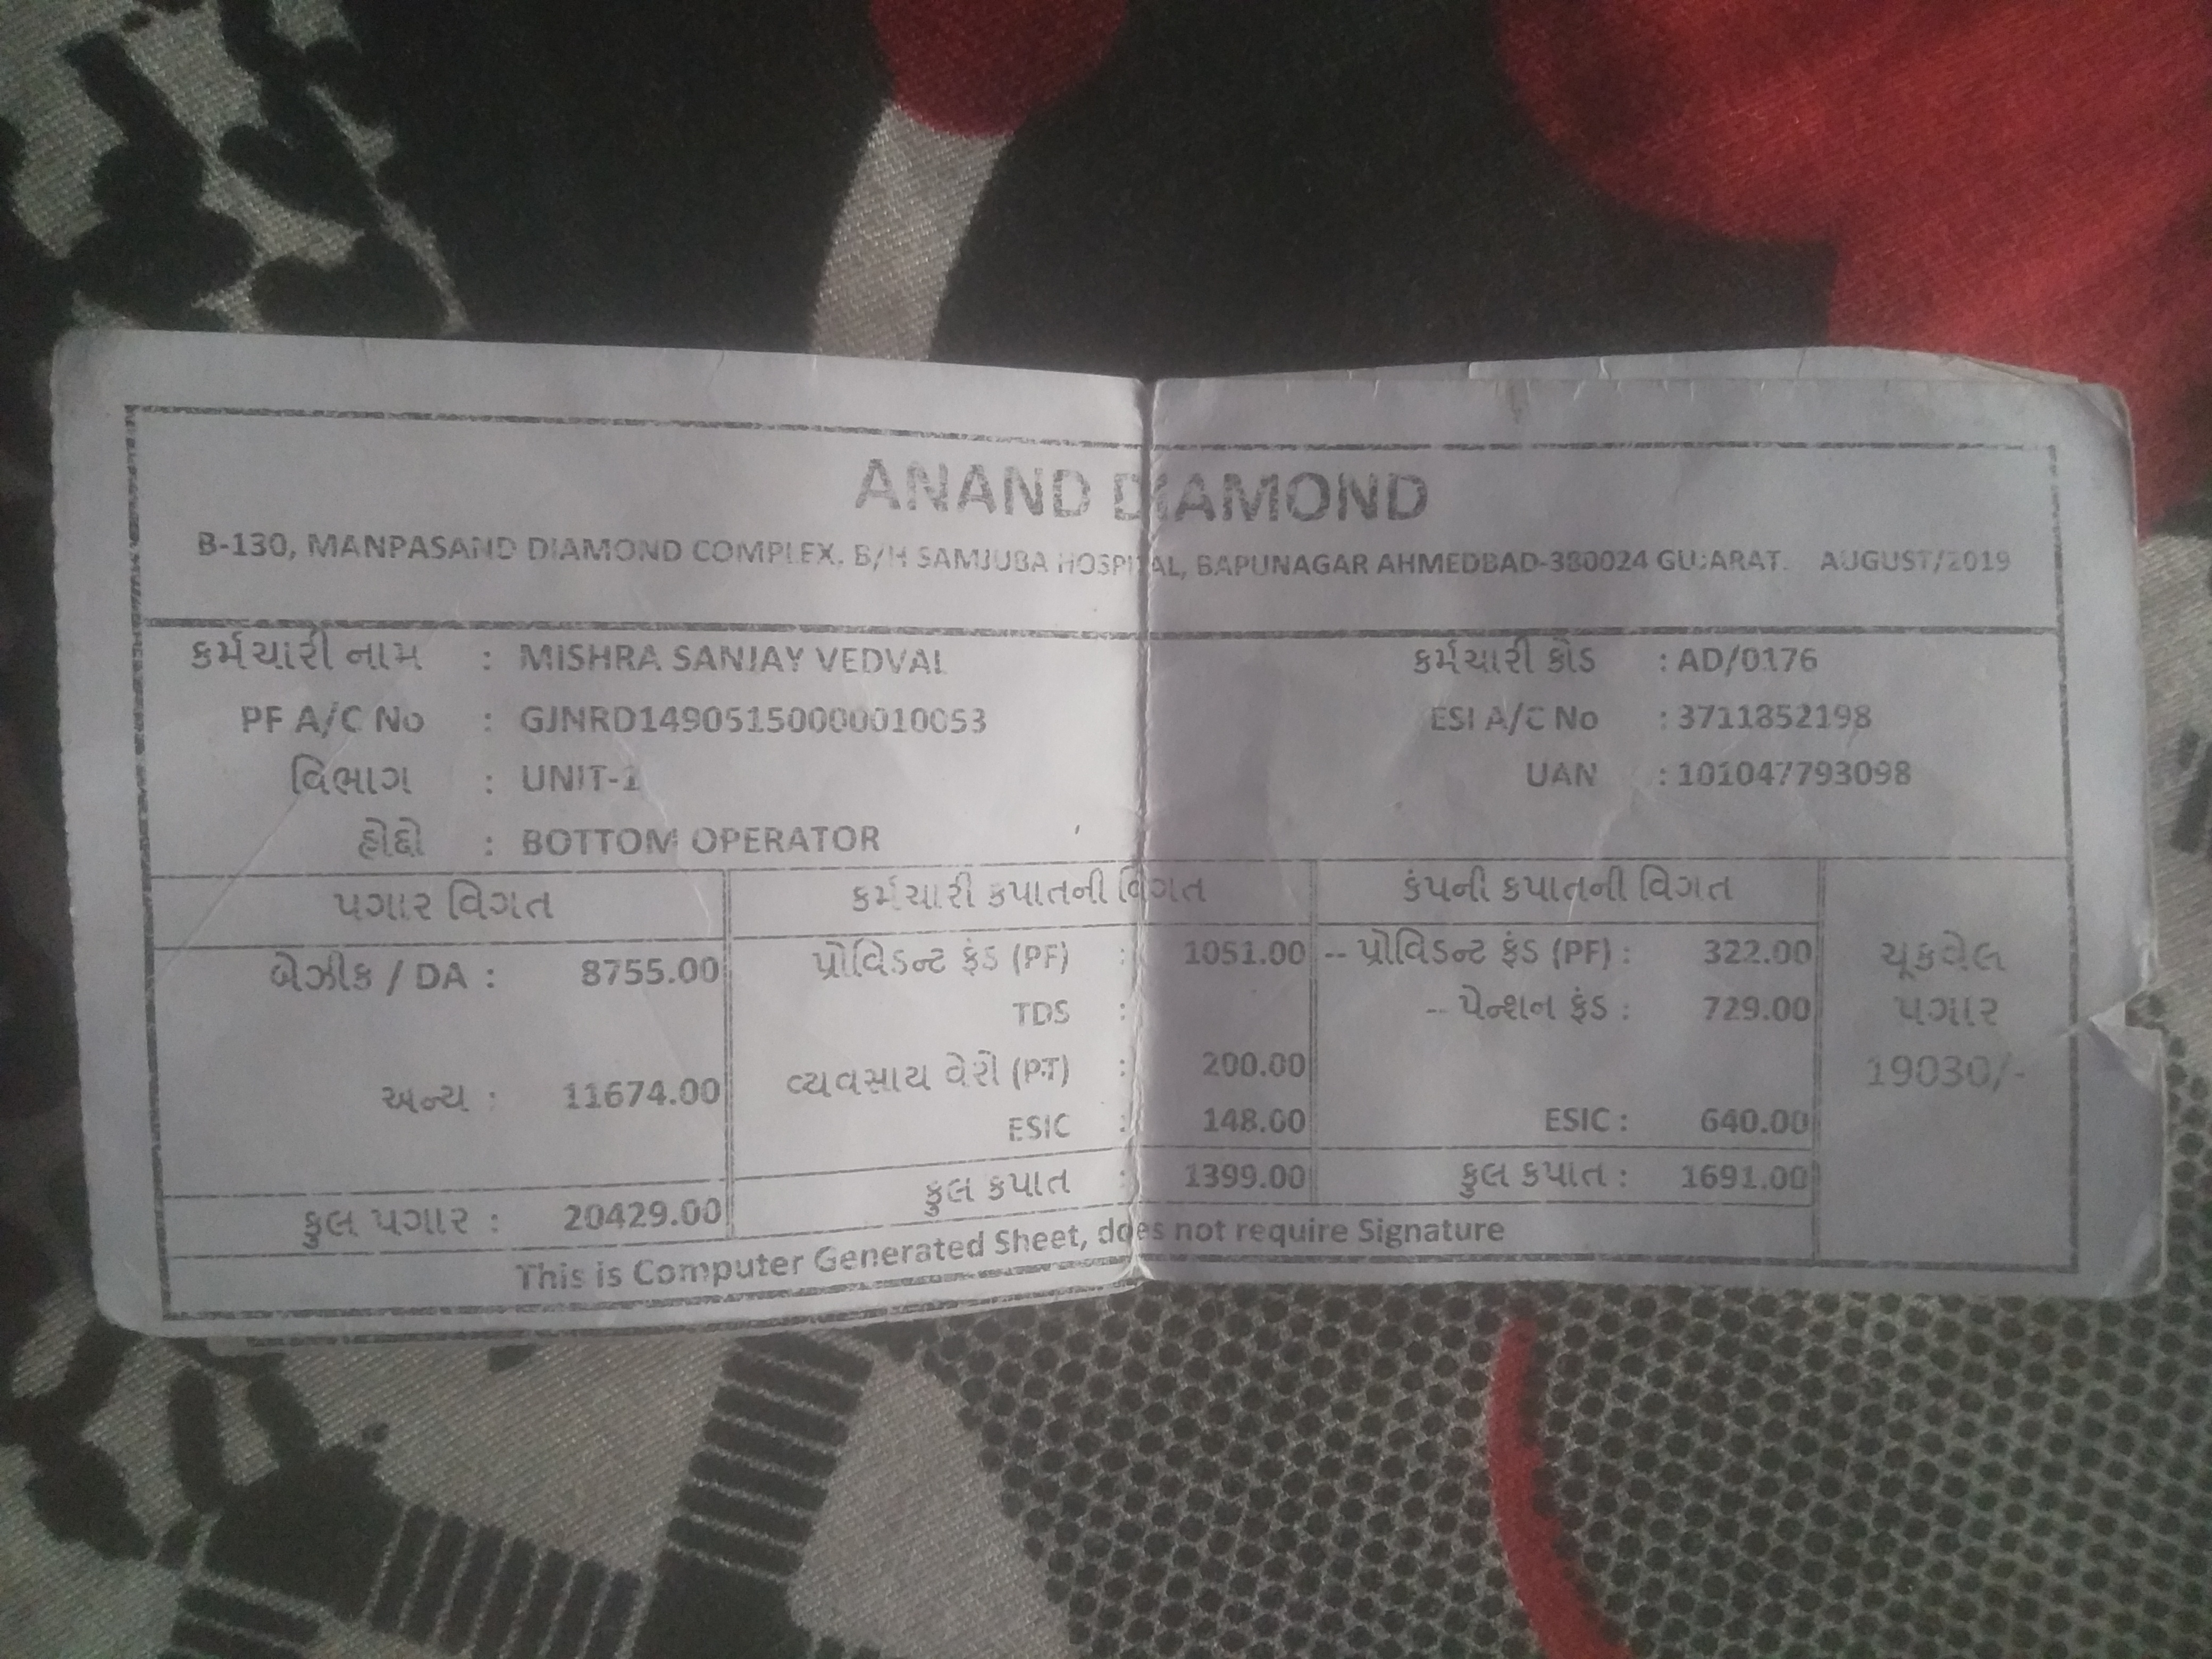 ANAND DIAMOND
B-130, MANPASAND DIAMOND COMPLEX, B/H SAMJUBA HOSPITAL, BAPUNAGAR AHMEDBAD-380024 GUJARAT. AUGUST/2019
કર્મચારી નામ : MISHRA SANJAY VEDVAL કર્મચારી કોડ : AD/0176
PF A/C No : GJNRD14905150000010053 ESI A/C No : 3711852198
વિભાગ : UNIT-1 UAN : 101047793098
હોદ્દો : BOTTOM OPERATOR
પગાર વિગત કર્મચારી કપાતની વિગત કંપની કપાતની વિગત
બેઝીક / DA : 8755.00 પ્રોવિડન્ટ ફંડ (PF) : 1051.00 -- પ્રોવિડન્ટ ફંડ (PF) : 322.00 ચૂકવેલ
TDS : -- પેન્શન ફંડ : 729.00 પગાર
અન્ય : 11674.00 વ્યવસાય વેરો (PT) : 200.00 19030/-
ESIC : 148.00 ESIC : 640.00
કુલ પગાર : 20429.00 કુલ કપાત : 1399.00 કુલ કપાત : 1691.00
This is Computer Generated Sheet, does not require Signature